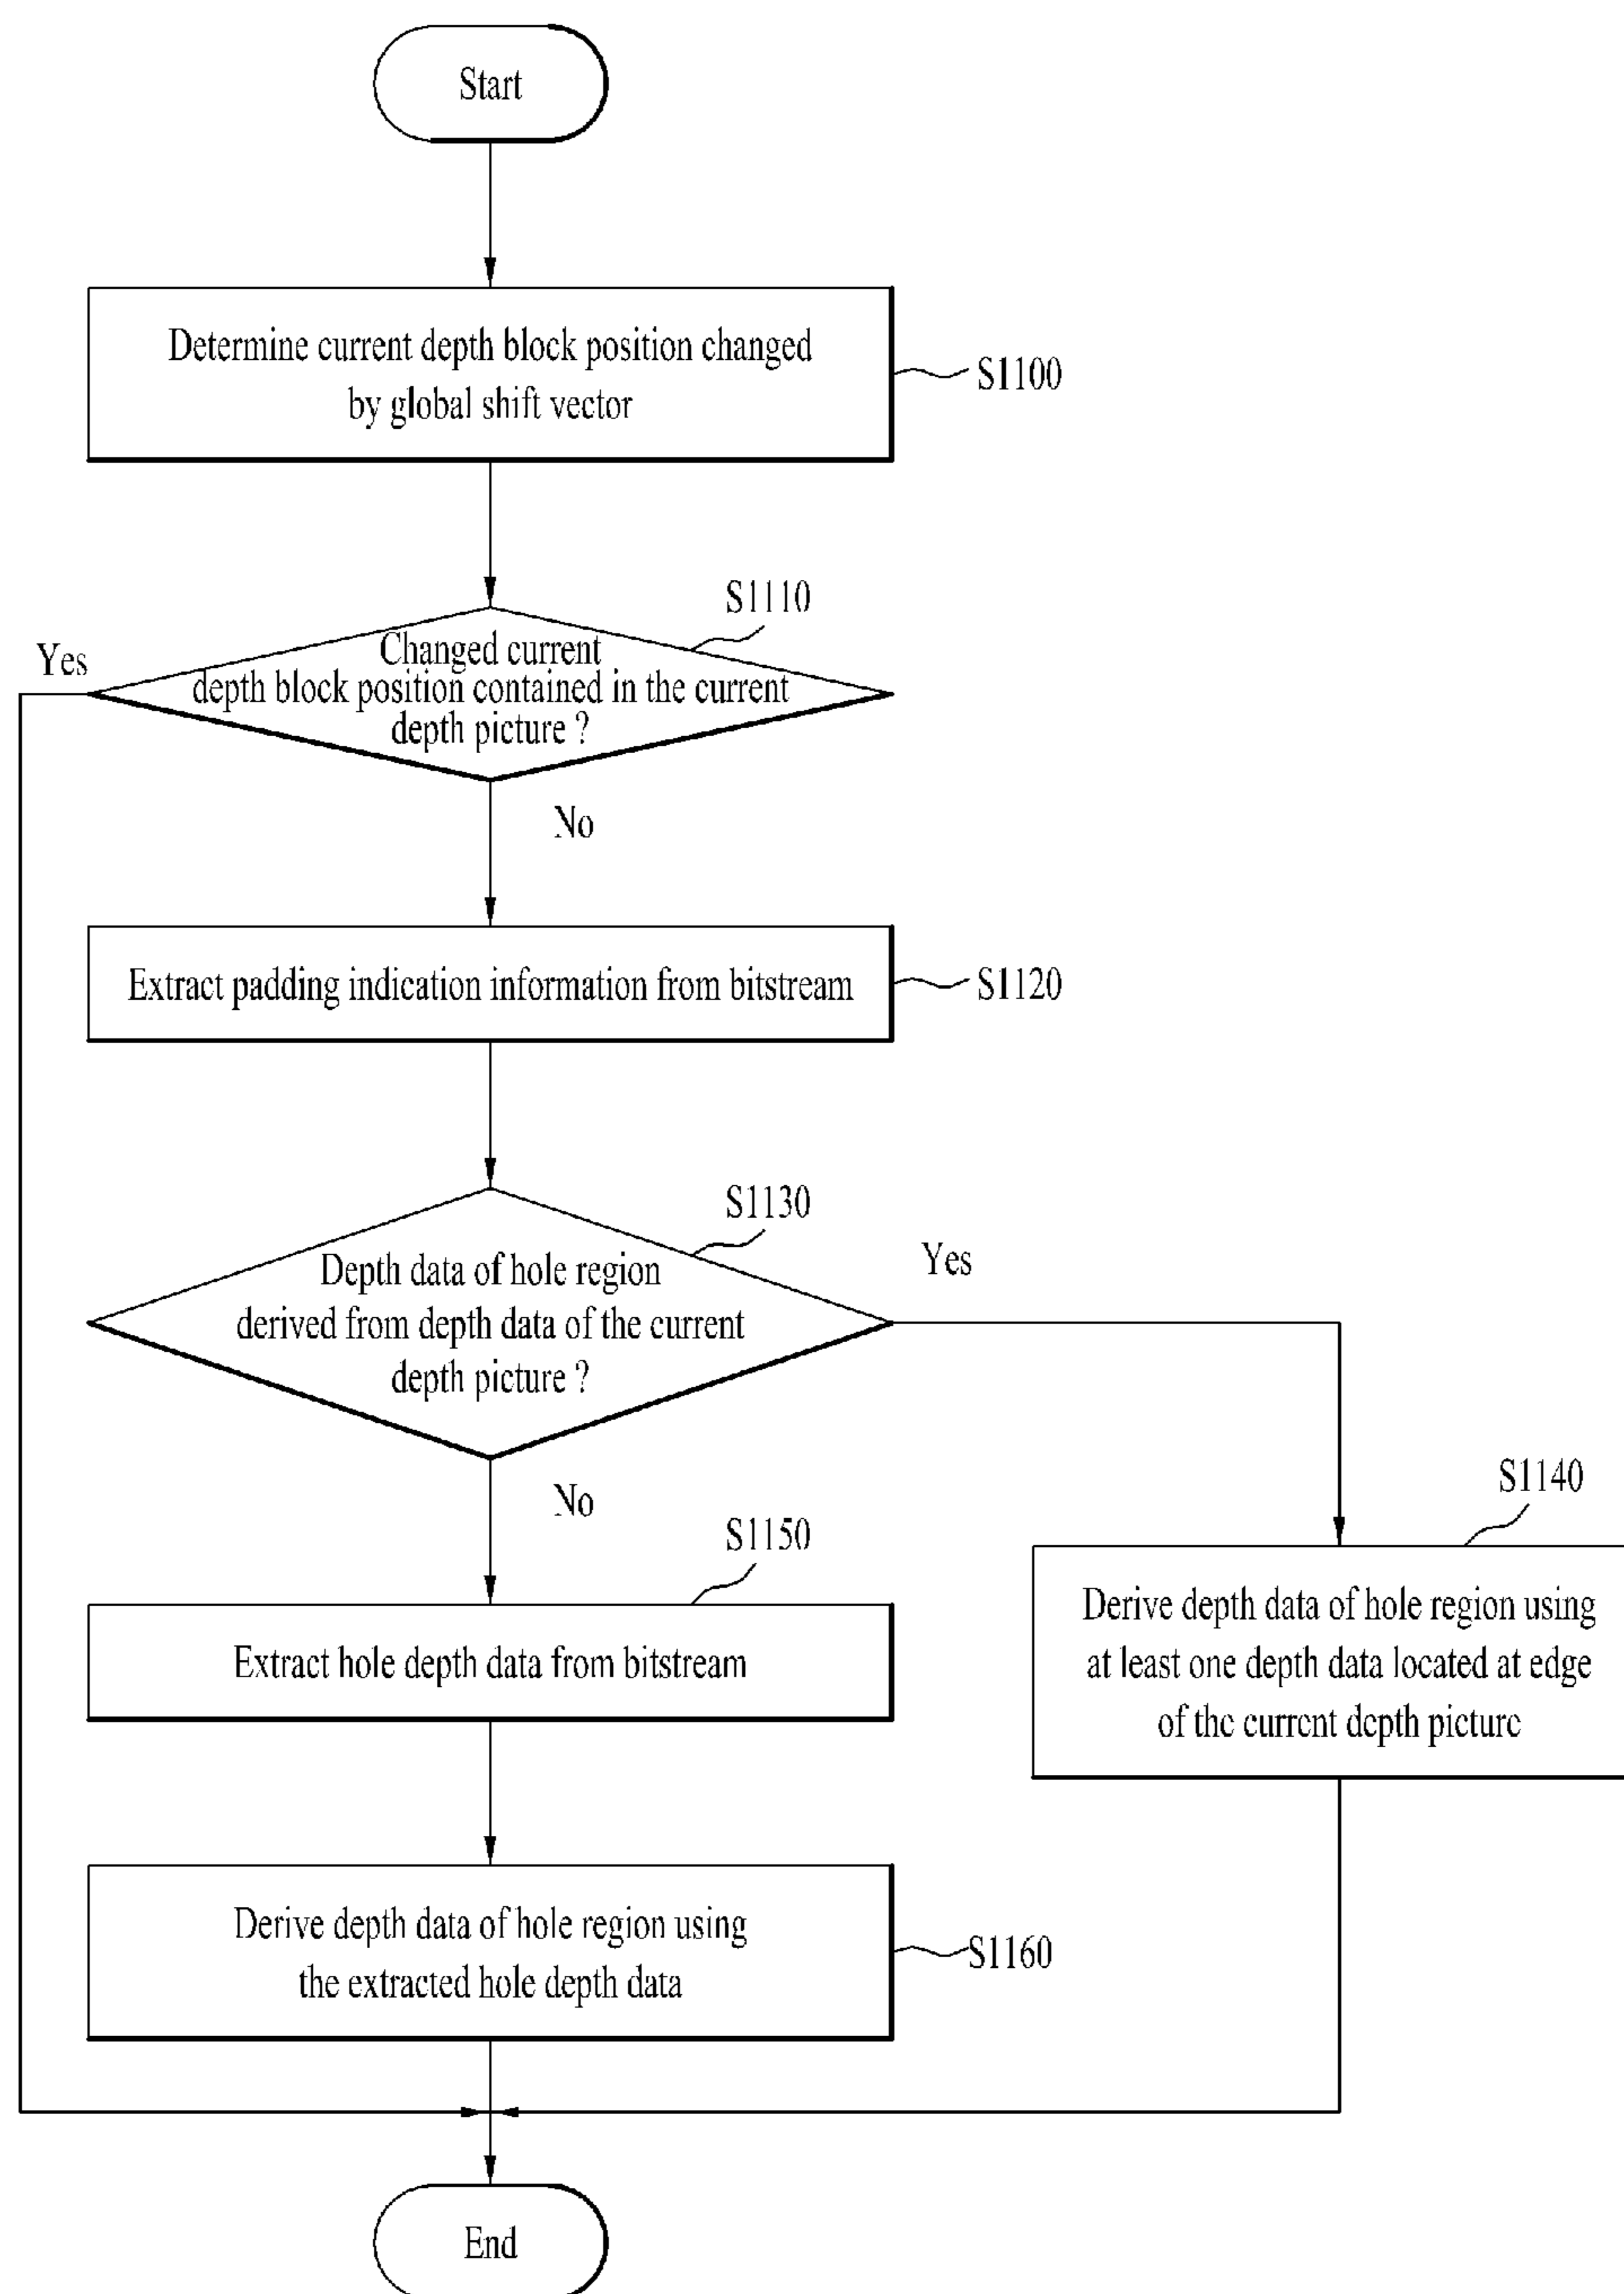 Start
Determine current depth block position changed
by global shift vector
S1100
S1110
Yes
Changed current
depth block position contained in the current
depth picture ?
No
Extract padding indication information from bitstream
S1120
S1130
Yes
Depth data of hole region
derived from depth data of the current
depth picture ?
No
S1140
S1150
Derive depth data of hole region using
at least one depth data located at edge
of the current depth picture
Extract hole depth data from bitstream
Derive depth data of hole region using
the extracted hole depth data
S1160
End